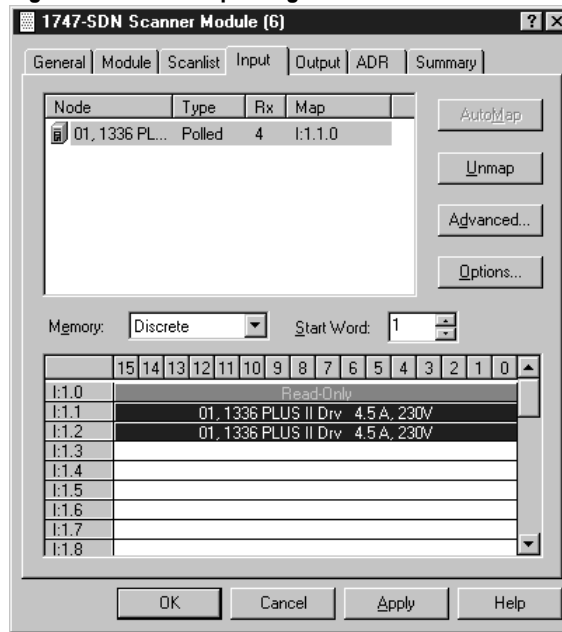 1747-SDN Scanner Module (6)
General Module Scanlist Input Output ADR Summary
Node Type Rx Map
01, 1336 PL... Polled 4 I:1.1.0
AutoMap
Unmap
Advanced...
Options...
Memory: Discrete Start Word: 1
15 14 13 12 11 10 9 8 7 6 5 4 3 2 1 0
I:1.0 Read-Only
I:1.1 01, 1336 PLUS II Drv 4.5 A, 230V
I:1.2 01, 1336 PLUS II Drv 4.5 A, 230V
I:1.3
I:1.4
I:1.5
I:1.6
I:1.7
I:1.8
OK Cancel Apply Help